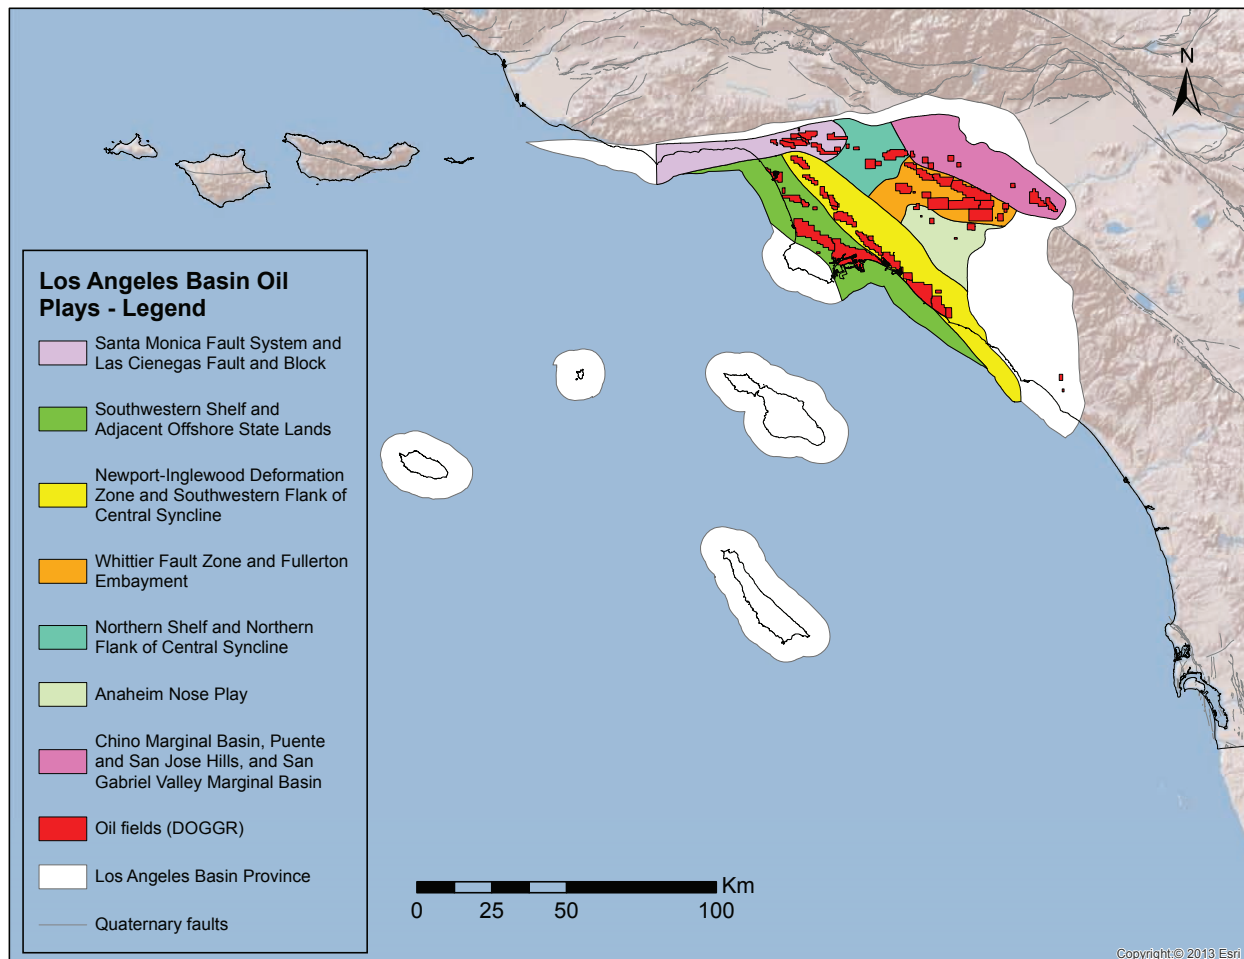 N
Los Angeles Basin Oil
Plays - Legend
Santa Monica Fault System and
Las Cienegas Fault and Block
Southwestern Shelf and
Adjacent Offshore State Lands
Newport-Inglewood Deformation
Zone and Southwestern Flank of
Central Syncline
Whittier Fault Zone and Fullerton
Embayment
Northern Shelf and Northern
Flank of Central Syncline
Anaheim Nose Play
Chino Marginal Basin, Puente
and San Jose Hills, and San
Gabriel Valley Marginal Basin
Oil fields (DOGGR)
Los Angeles Basin Province
Quaternary faults
Km
0 25 50 100
Copyright:© 2013 Esri